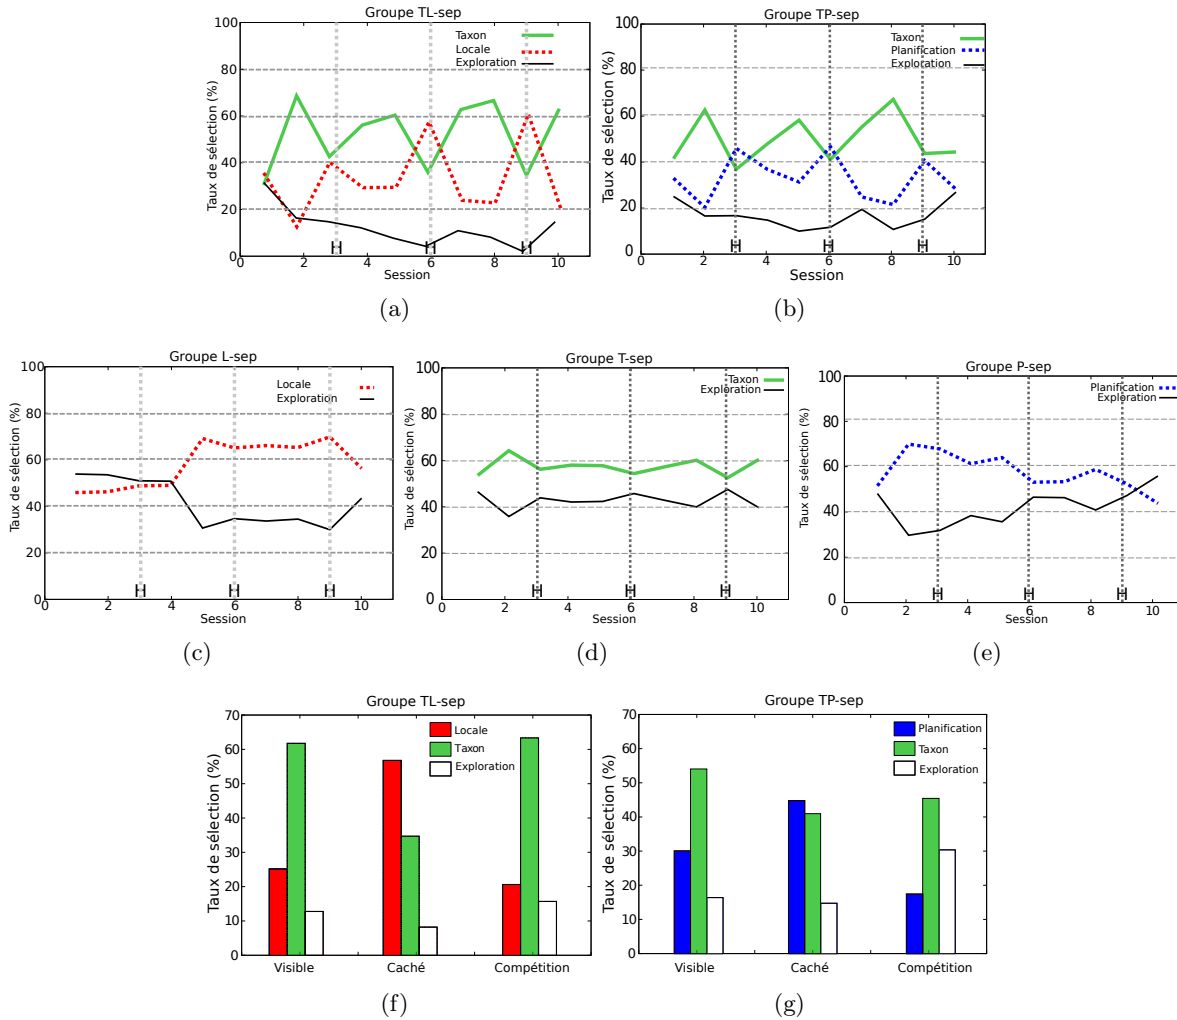 Groupe TL-sep
Taux de sélection (%)
100
80
60
40
20
0
Taxon
Locale
Exploration
H H H
0 2 4 6 8 10
Session
(a)
Groupe TP-sep
Taux de sélection (%)
100
80
60
40
20
0
Taxon
Planification
Exploration
H H H
0 2 4 6 8 10
Session
(b)
Groupe L-sep
Taux de sélection (%)
100
80
60
40
20
0
Locale
Exploration
H H H
0 2 4 6 8 10
Session
(c)
Groupe T-sep
Taux de sélection (%)
100
80
60
40
20
0
Taxon
Exploration
H H H
0 2 4 6 8 10
Session
(d)
Groupe P-sep
Taux de sélection (%)
100
80
60
40
20
0
Planification
Exploration
H H H
0 2 4 6 8 10
Session
(e)
Groupe TL-sep
Taux de sélection (%)
70
60
50
40
30
20
10
0
Locale
Taxon
Exploration
Visible Caché Compétition
(f)
Groupe TP-sep
Taux de sélection (%)
70
60
50
40
30
20
10
0
Planification
Taxon
Exploration
Visible Caché Compétition
(g)